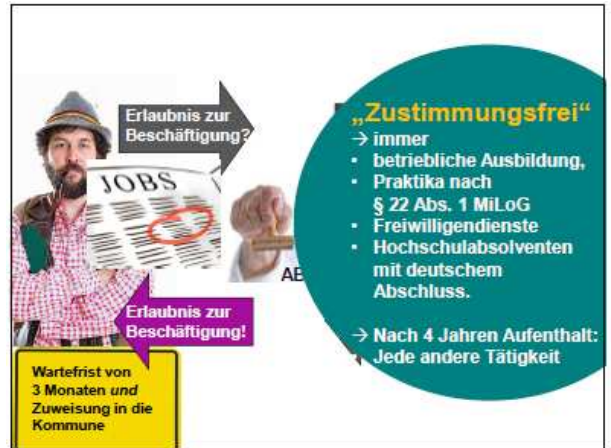 Erlaubnis zur
Beschäftigung?
JOBS
AB
Erlaubnis zur
Beschäftigung!
Wartefrist von
3 Monaten und
Zuweisung in die
Kommune
„Zustimmungsfrei“
→ immer
• betriebliche Ausbildung,
• Praktika nach
§ 22 Abs. 1 MiLoG
• Freiwilligendienste
• Hochschulabsolventen
mit deutschem
Abschluss.
→ Nach 4 Jahren Aufenthalt:
Jede andere Tätigkeit